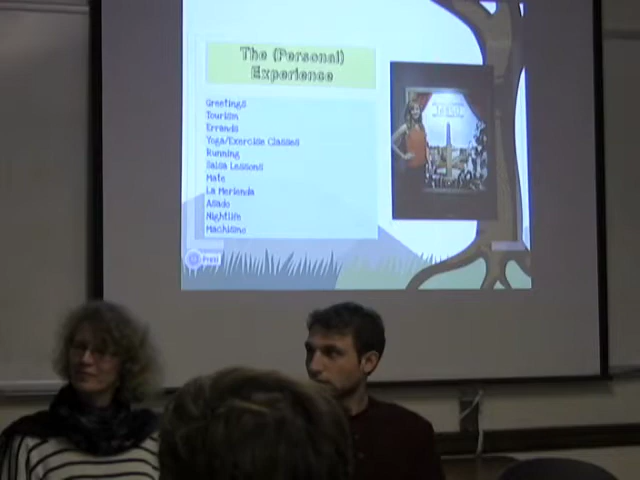 The (Personal)
Experience
Greetings
Tourism
Errands
Yoga/Exercise Classes
Running
Salsa Lessons
Mate
La Merienda
Asado
Nightlife
Machismo
Prezi